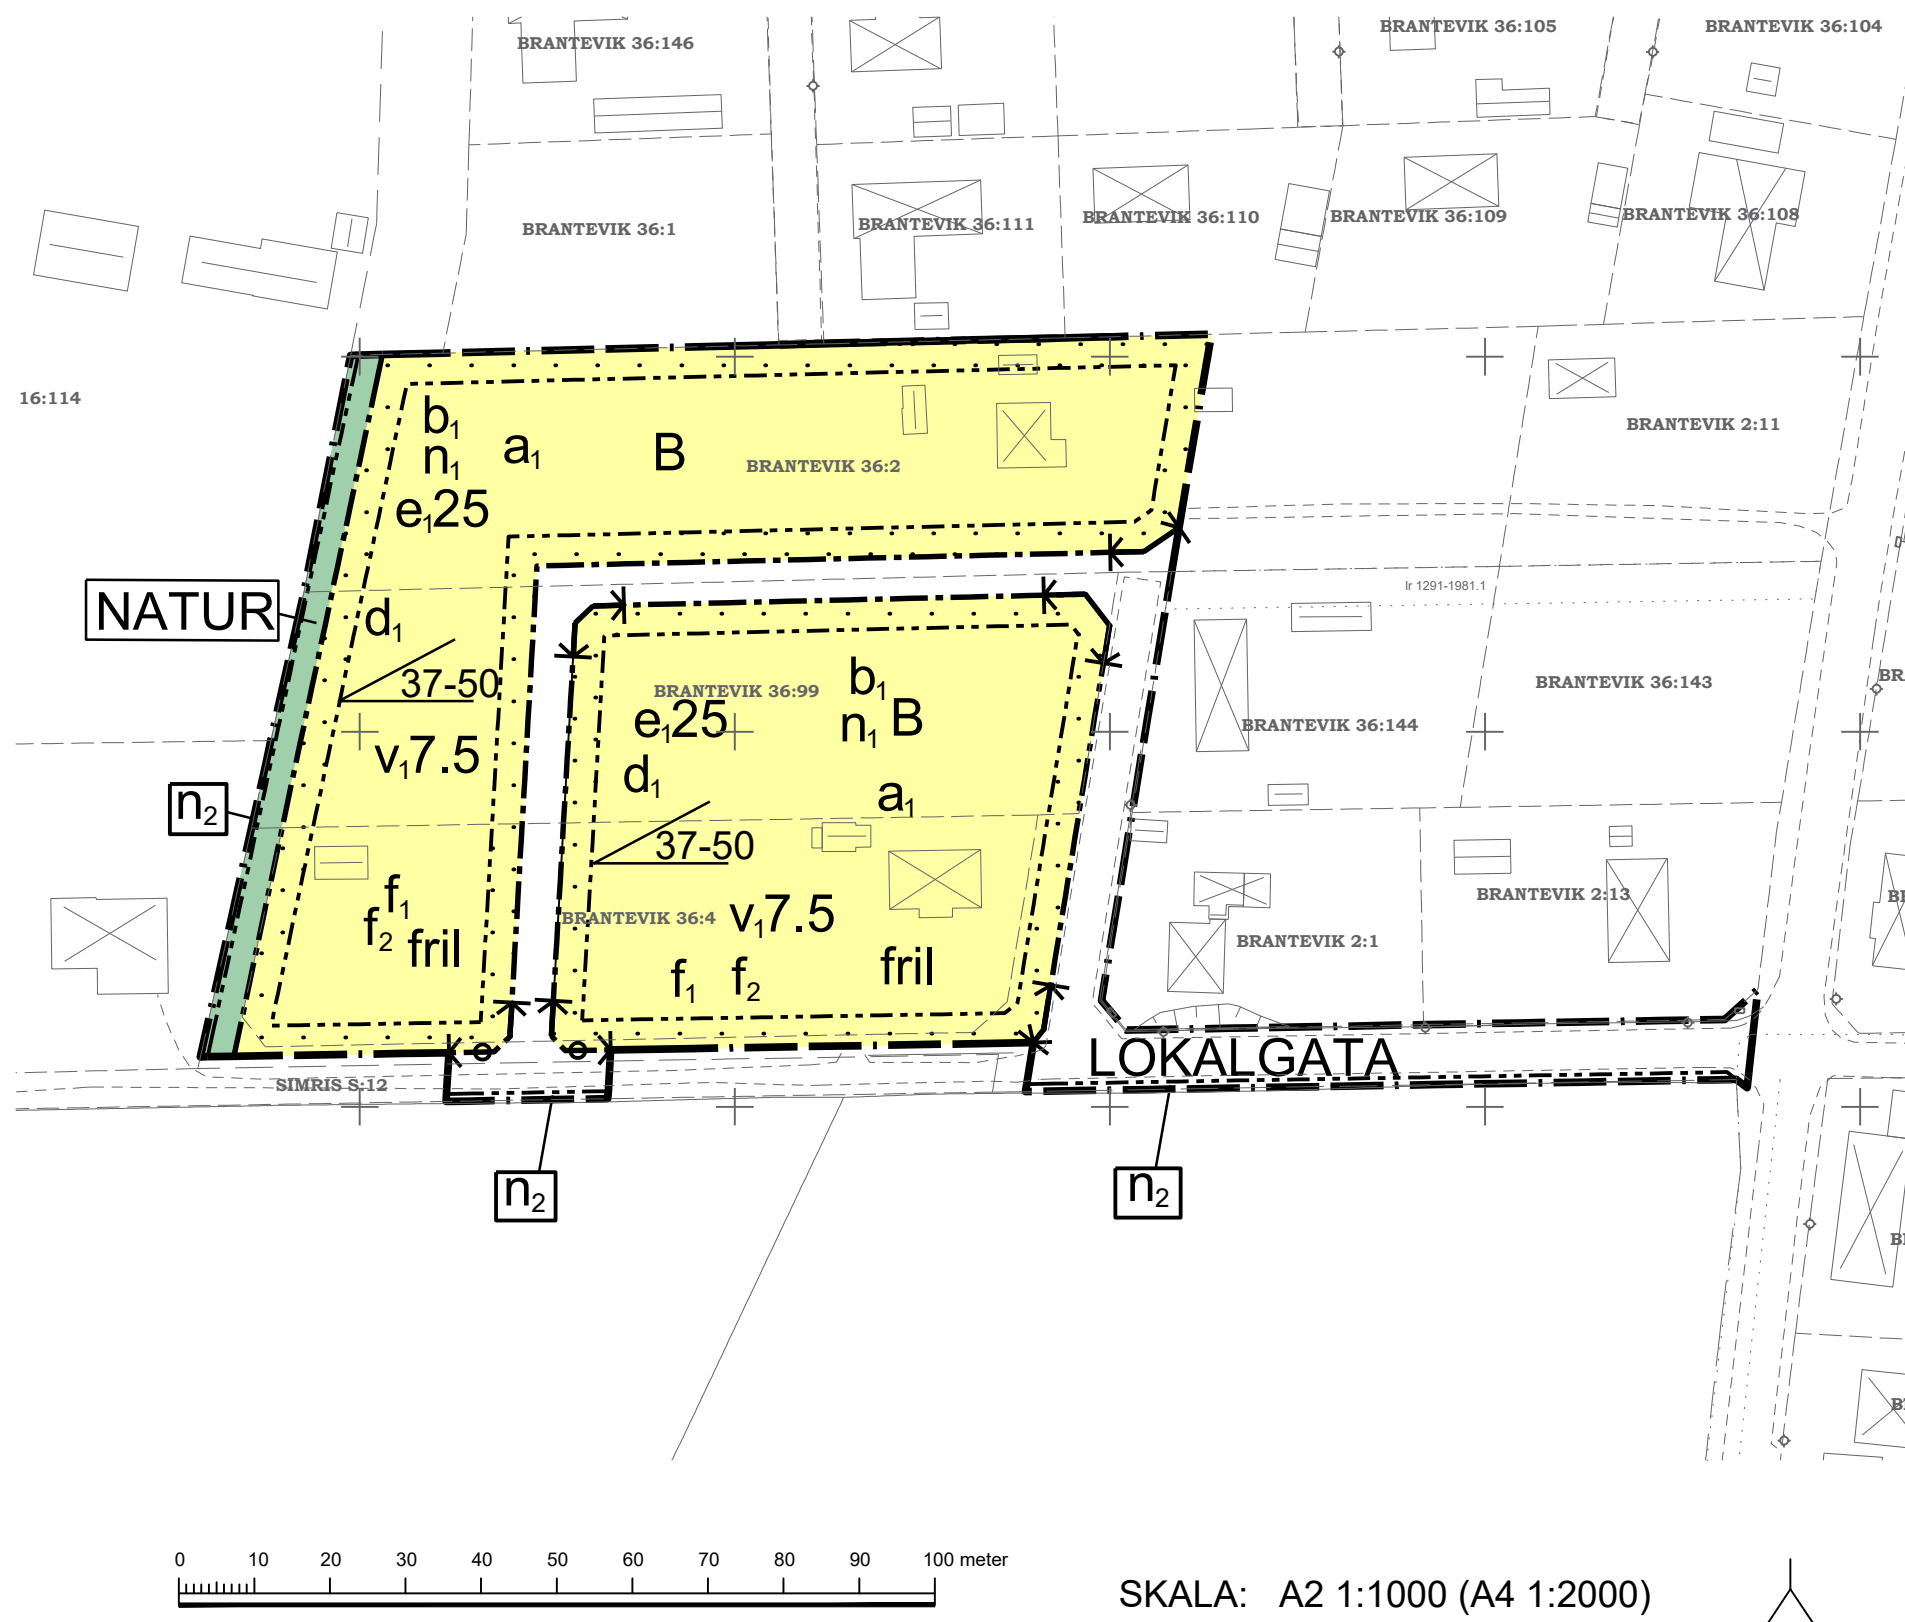 BRANTEVIK 36:146
BRANTEVIK 36:105
BRANTEVIK 36:104
BRANTEVIK 36:1
BRANTEVIK 36:111
BRANTEVIK 36:110
BRANTEVIK 36:109
BRANTEVIK 36:108
16:114
b₁
n₁
a₁
B
BRANTEVIK 36:2
BRANTEVIK 2:11
e₁25
NATUR
d₁
lr 1291-1981.1
37-50
BRANTEVIK 36:99
b₁
BRANTEVIK 36:143
BR
e₁25
n₁ B
BRANTEVIK 36:144
v₁7.5
d₁
a₁
n₂
37-50
f₁
f₂ fril
BRANTEVIK 36:4
v₁7.5
BRANTEVIK 2:13
BRANTEVIK 2:1
f₁
f₂
fril
LOKALGATA
SIMRIS S:12
n₂
n₂
0 10 20 30 40 50 60 70 80 90 100 meter
SKALA: A2 1:1000 (A4 1:2000)